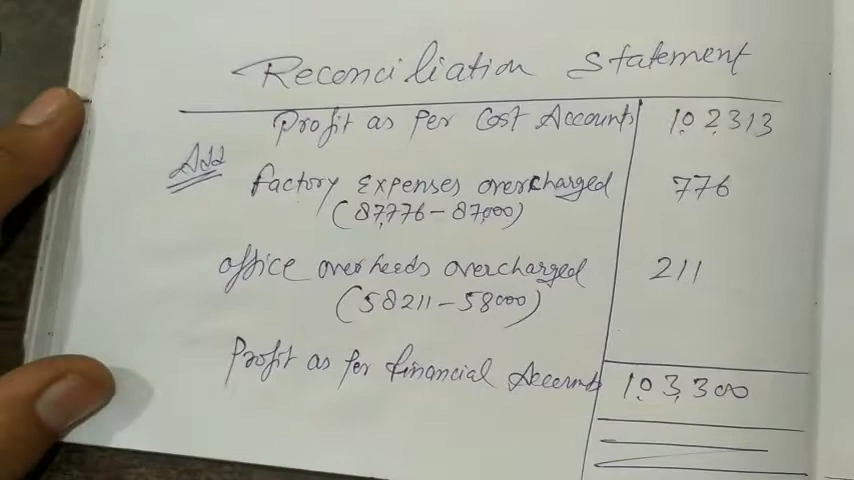 Reconciliation Statement
Profit as per Cost Accounts 1,02,313
Add
factory expenses overcharged 776
(87,776-87,000)
office overheeds overcharged 211
(58211-58000)
Profit as per financial Accounts 1,03,300